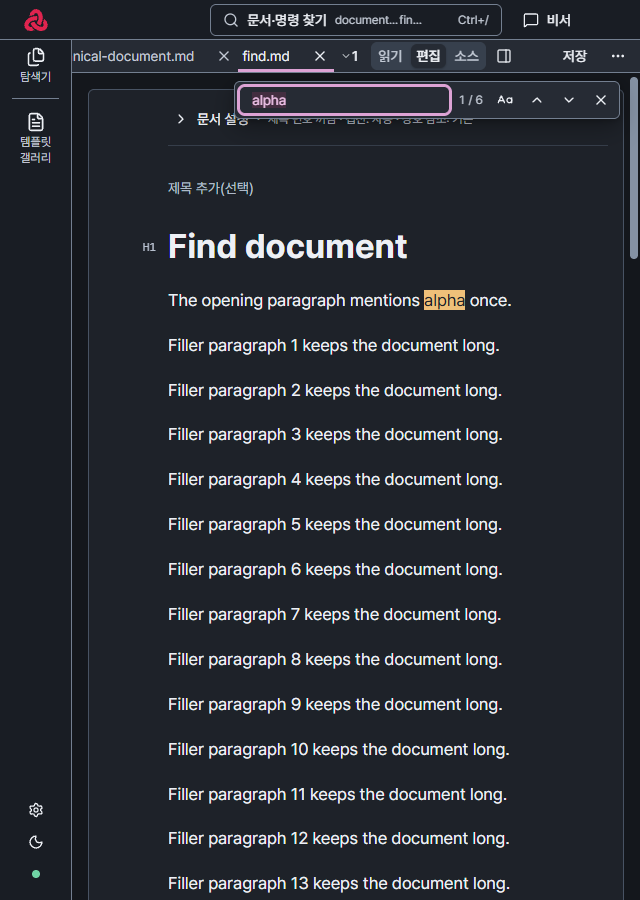 문서·명령 찾기 document…fin… Ctrl+/
비서
탐색기
템플릿
갤러리
nical-document.md
find.md
1
읽기 편집 소스
저장
alpha
1 / 6
Aa
문서 설정
제목 추가(선택)
H1 Find document
The opening paragraph mentions alpha once.
Filler paragraph 1 keeps the document long.
Filler paragraph 2 keeps the document long.
Filler paragraph 3 keeps the document long.
Filler paragraph 4 keeps the document long.
Filler paragraph 5 keeps the document long.
Filler paragraph 6 keeps the document long.
Filler paragraph 7 keeps the document long.
Filler paragraph 8 keeps the document long.
Filler paragraph 9 keeps the document long.
Filler paragraph 10 keeps the document long.
Filler paragraph 11 keeps the document long.
Filler paragraph 12 keeps the document long.
Filler paragraph 13 keeps the document long.